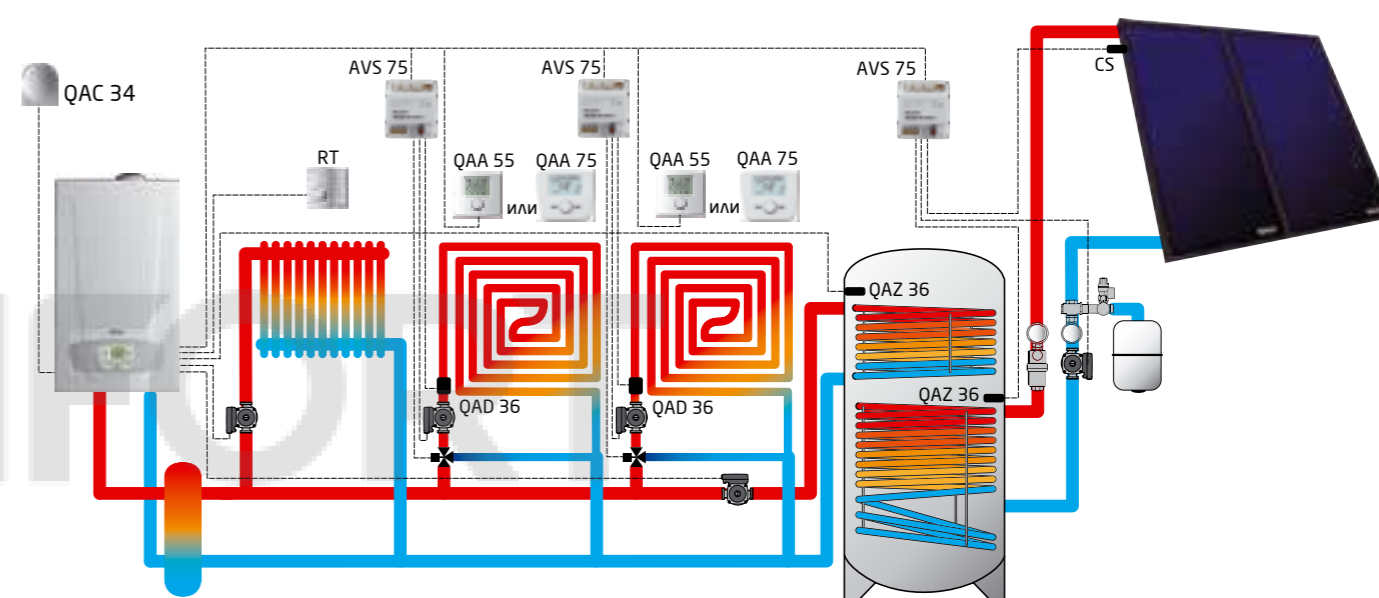 QAC 34
AVS 75
AVS 75
AVS 75
CS
RT
QAA 55
или
QAA 75
QAA 55
или
QAA 75
QAZ 36
QAZ 36
QAD 36
QAD 36